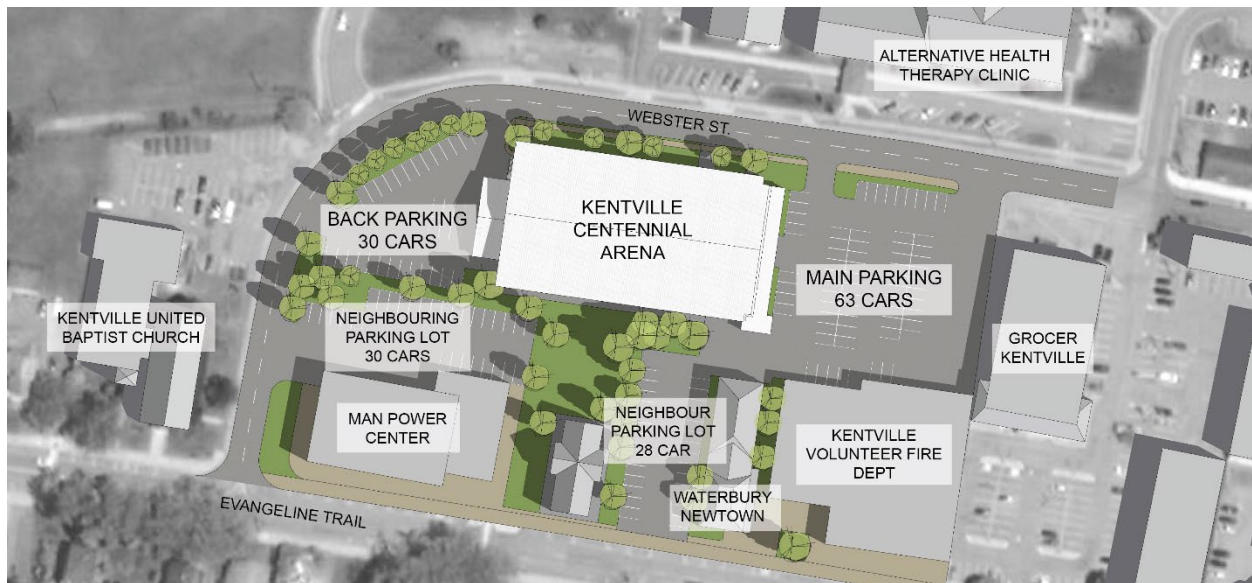 ALTERNATIVE HEALTH
THERAPY CLINIC
WEBSTER ST.
KENTVILLE
CENTENNIAL
ARENA
BACK PARKING
30 CARS
MAIN PARKING
63 CARS
KENTVILLE UNITED
BAPTIST CHURCH
NEIGHBOURING
PARKING LOT
30 CARS
GROCER
KENTVILLE
MAN POWER
CENTER
NEIGHBOUR
PARKING LOT
28 CAR
KENTVILLE
VOLUNTEER FIRE
DEPT
WATERBURY
NEWTOWN
EVANGELINE TRAIL